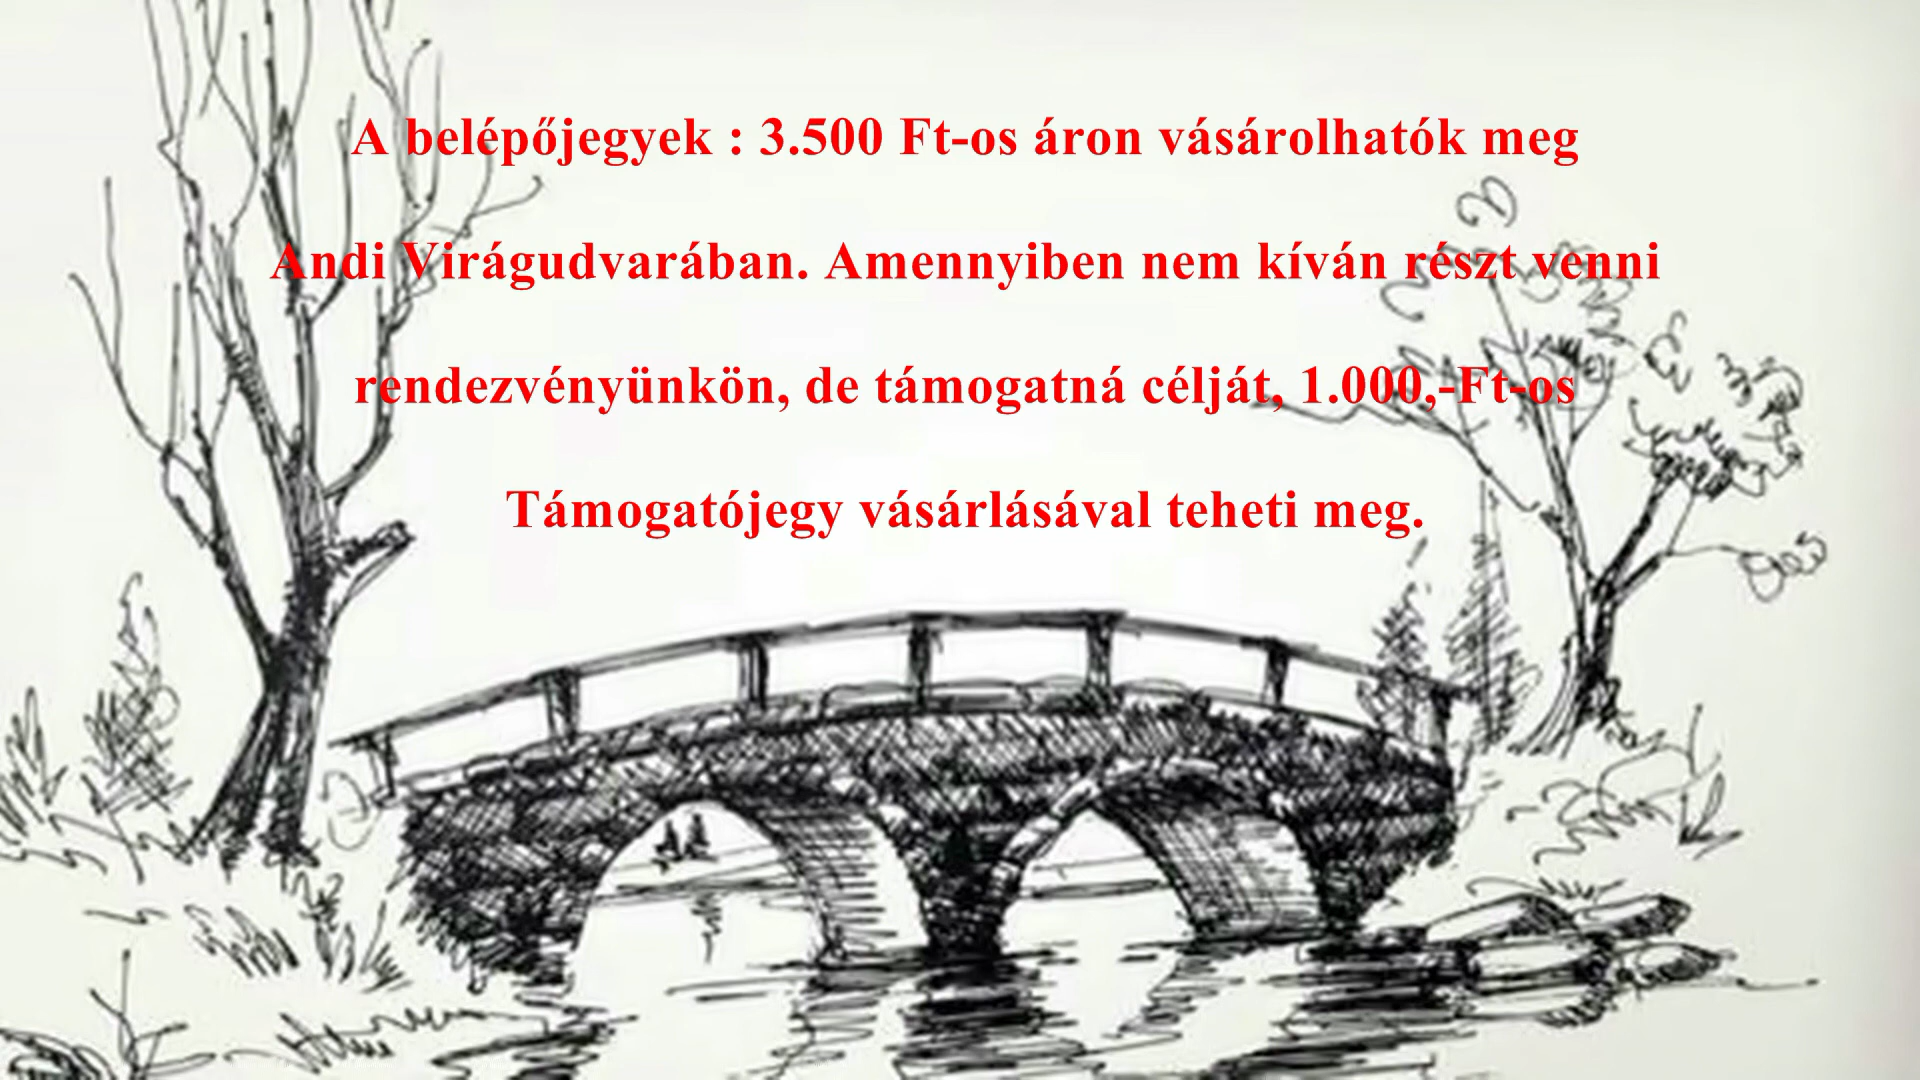 A belépőjegyek : 3.500 Ft-os áron vásárolhatók meg
Andi Virágudvarában. Amennyiben nem kíván részt venni
rendezvényünkön, de támogatná célját, 1.000,-Ft-os
Támogatójegy vásárlásával teheti meg.